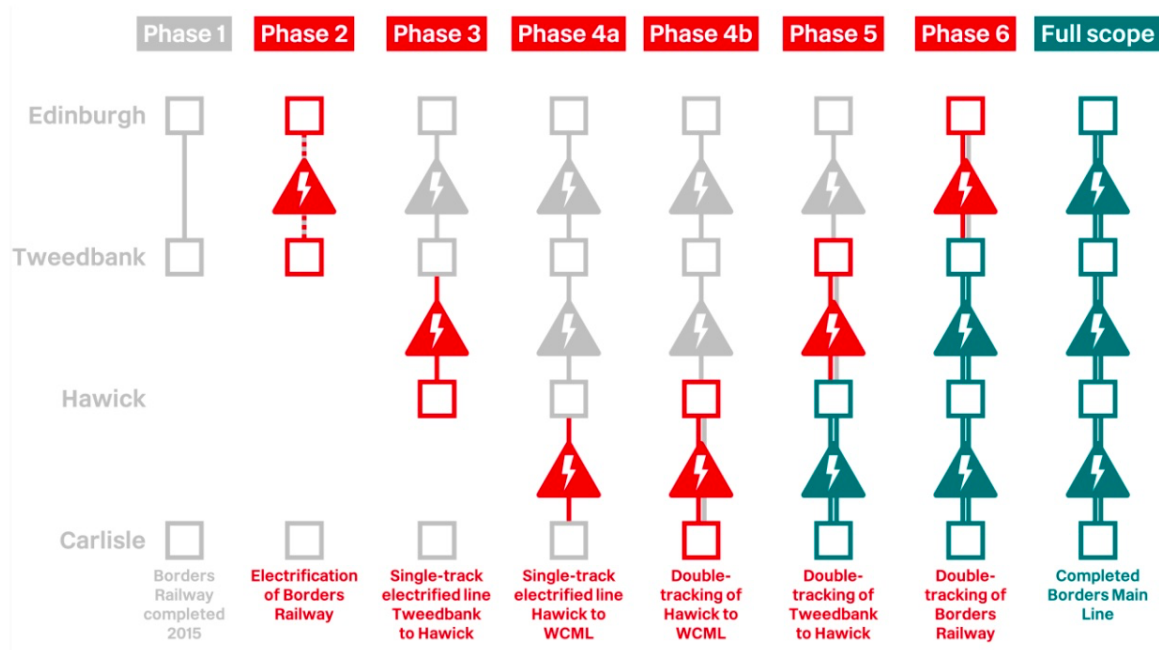 Phase 1 Phase 2 Phase 3 Phase 4a Phase 4b Phase 5 Phase 6 Full scope
Edinburgh
Tweedbank
Hawick
Carlisle
Borders
Railway
completed
2015
Electrification
of Borders
Railway
Single-track
electrified line
Tweedbank
to Hawick
Single-track
electrified line
Hawick to
WCML
Double-
tracking of
Hawick to
WCML
Double-
tracking of
Tweedbank
to Hawick
Double-
tracking of
Borders
Railway
Completed
Borders Main
Line